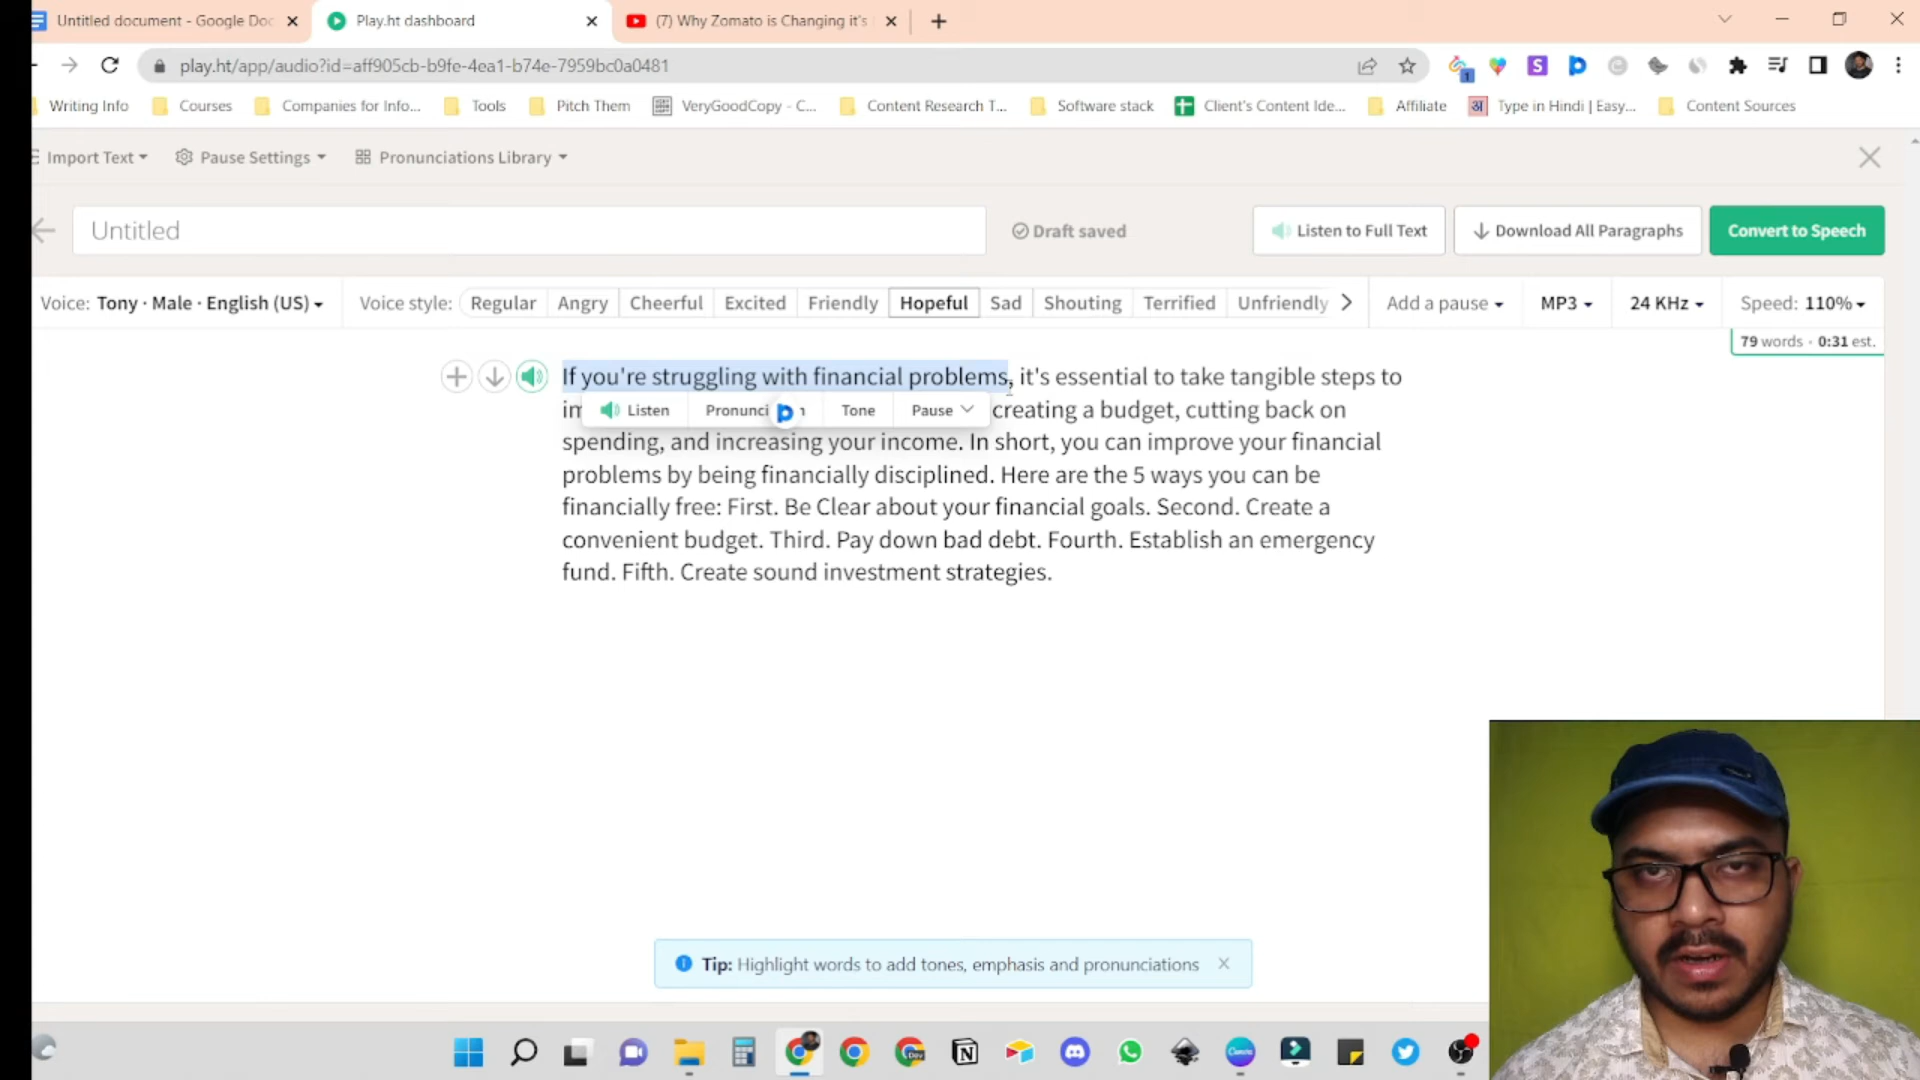 Untitled document - Google Doc
Play.ht dashboard
(7) Why Zomato is Changing it's
play.ht/app/audio?id=aff905cb-b9fe-4ea1-b74e-7959bc0a0481
Writing Info
Courses
Companies for Info...
Tools
Pitch Them
VeryGoodCopy - C...
Content Research T...
Software stack
Client's Content Ide...
Affiliate
अ
Type in Hindi | Easy...
Content Sources
Import Text
Pause Settings
Pronunciations Library
Untitled
Draft saved
Listen to Full Text
Download All Paragraphs
Convert to Speech
Voice: Tony · Male · English (US)
Voice style:
Regular
Angry
Cheerful
Excited
Friendly
Hopeful
Sad
Shouting
Terrified
Unfriendly
Add a pause
MP3
24 KHz
Speed: 110%
79 words · 0:31 est.
If you're struggling with financial problems, it's essential to take tangible steps to
im
Listen
Pronunci
Tone
Pause
creating a budget, cutting back on
spending, and increasing your income. In short, you can improve your financial
problems by being financially disciplined. Here are the 5 ways you can be
financially free: First. Be Clear about your financial goals. Second. Create a
convenient budget. Third. Pay down bad debt. Fourth. Establish an emergency
fund. Fifth. Create sound investment strategies.
Tip: Highlight words to add tones, emphasis and pronunciations